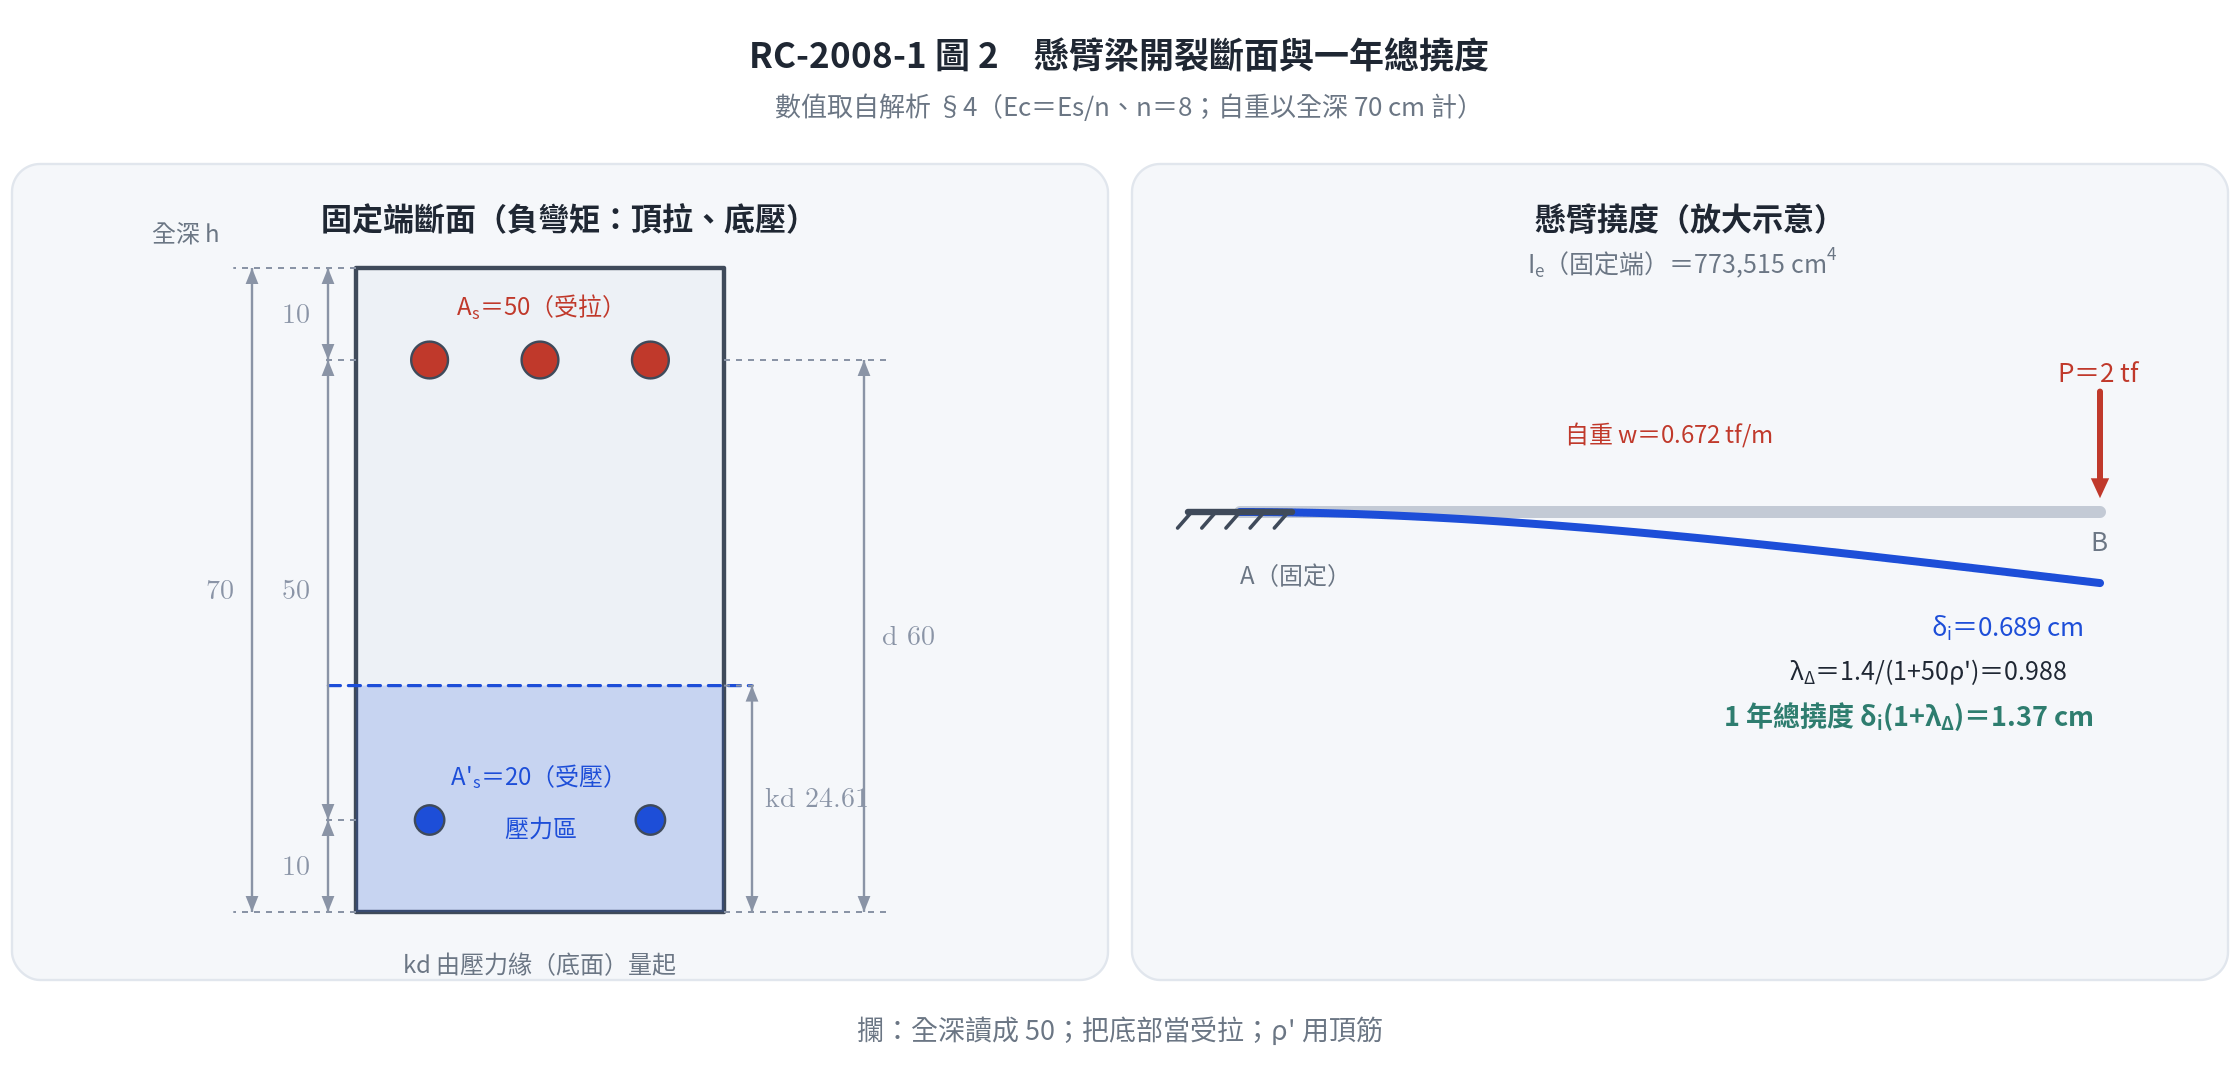 RC-2008-1 圖 2　懸臂梁開裂斷面與一年總撓度
數值取自解析 §4（Ec＝Es/n、n＝8；自重以全深 70 cm 計）
固定端斷面（負彎矩：頂拉、底壓）
全深 h
10
As＝50（受拉）
70
50
d 60
A's＝20（受壓）
kd 24.61
壓力區
10
kd 由壓力緣（底面）量起
懸臂撓度（放大示意）
Ie（固定端）＝773,515 cm⁴
P＝2 tf
自重 w＝0.672 tf/m
B
A（固定）
δi＝0.689 cm
λΔ＝1.4/(1+50ρ')＝0.988
1 年總撓度 δi(1+λΔ)＝1.37 cm
攔：全深讀成 50；把底部當受拉；ρ' 用頂筋